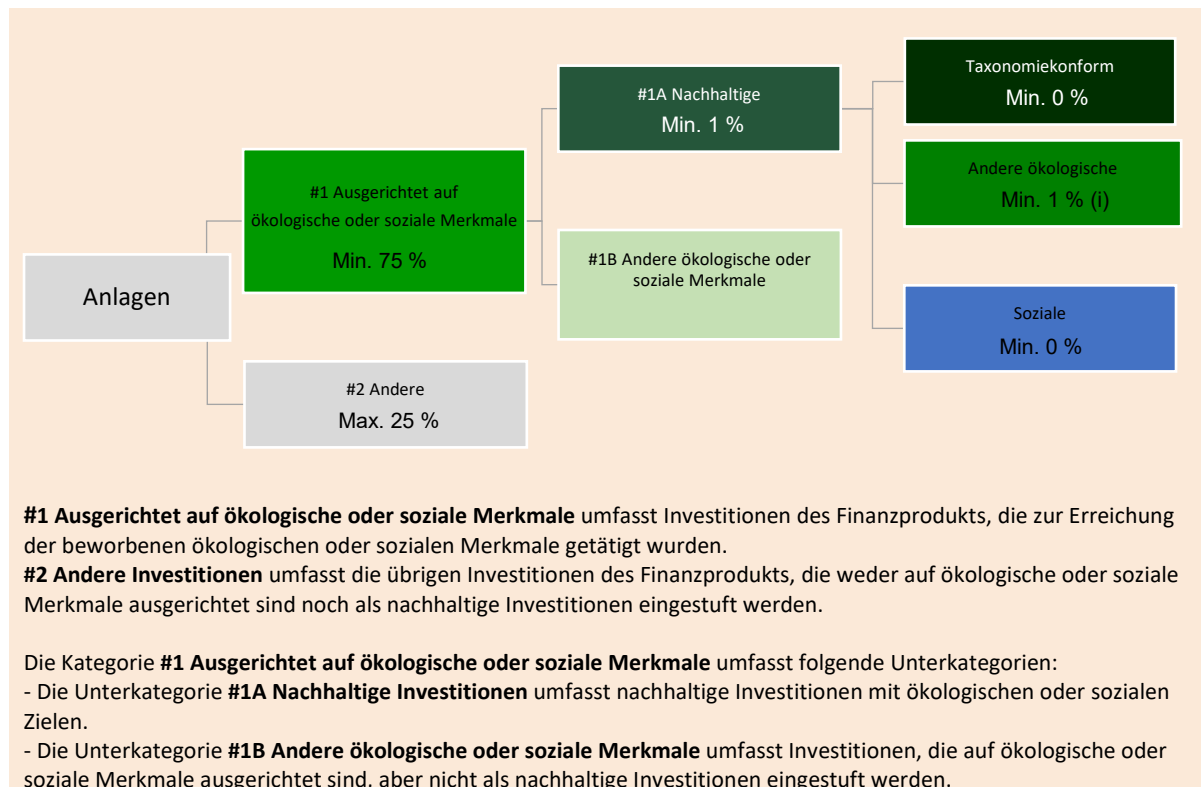 Taxonomiekonform
Min. 0 %
#1A Nachhaltige
Min. 1 %
Andere ökologische
Min. 1 % (i)
#1 Ausgerichtet auf
ökologische oder soziale Merkmale
Min. 75 %
#1B Andere ökologische oder
soziale Merkmale
Anlagen
Soziale
Min. 0 %
#2 Andere
Max. 25 %
#1 Ausgerichtet auf ökologische oder soziale Merkmale umfasst Investitionen des Finanzprodukts, die zur Erreichung
der beworbenen ökologischen oder sozialen Merkmale getätigt wurden.
#2 Andere Investitionen umfasst die übrigen Investitionen des Finanzprodukts, die weder auf ökologische oder soziale
Merkmale ausgerichtet sind noch als nachhaltige Investitionen eingestuft werden.
Die Kategorie #1 Ausgerichtet auf ökologische oder soziale Merkmale umfasst folgende Unterkategorien:
- Die Unterkategorie #1A Nachhaltige Investitionen umfasst nachhaltige Investitionen mit ökologischen oder sozialen
Zielen.
- Die Unterkategorie #1B Andere ökologische oder soziale Merkmale umfasst Investitionen, die auf ökologische oder
soziale Merkmale ausgerichtet sind, aber nicht als nachhaltige Investitionen eingestuft werden.